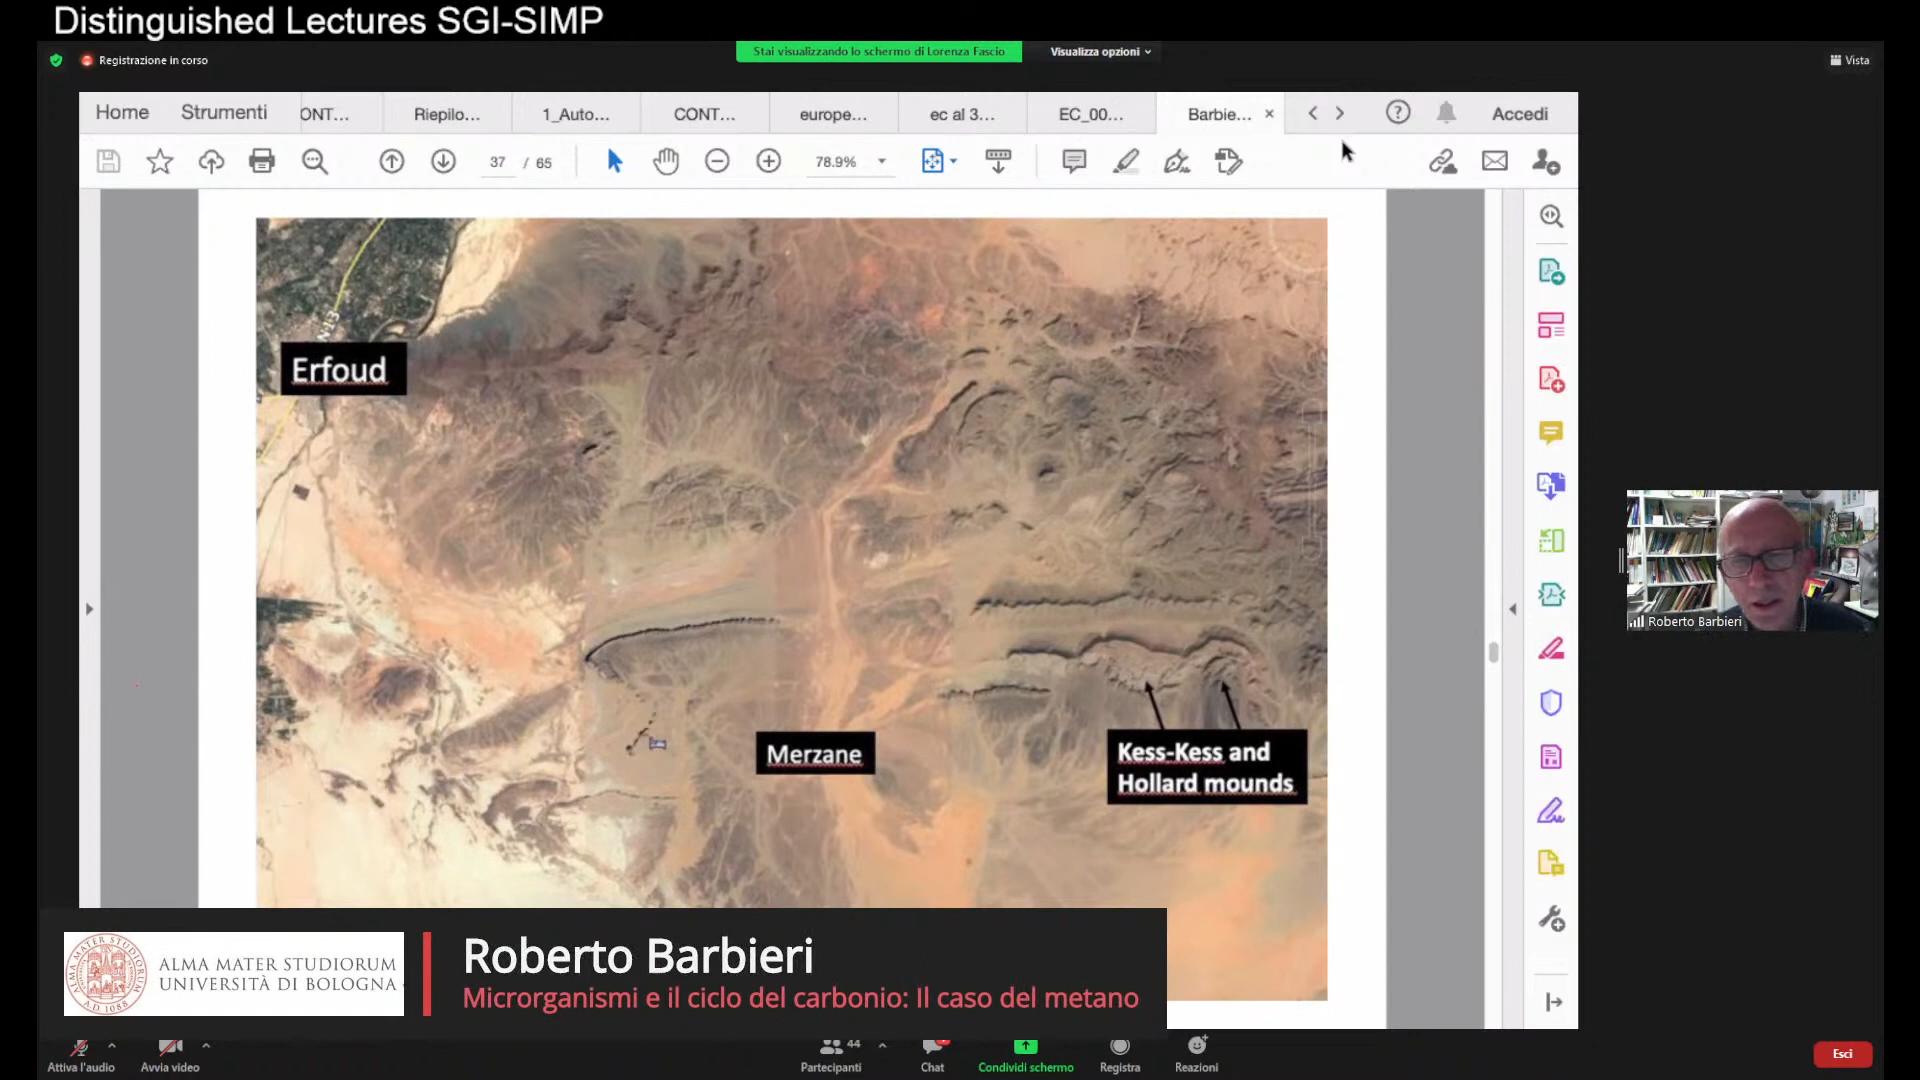 Distinguished Lectures SGI-SIMP
Stai visualizzando lo schermo di Lorenza Fascio
Visualizza opzioni
Registrazione in corso
Vista
Home
Strumenti
ONT...
Riepilo...
1_Auto...
CONT...
europe...
ec al 3...
EC_00...
Barbie...
Accedi
37 / 65
78.9%
N13
Erfoud
Merzane
Kess-Kess and
Hollard mounds
Roberto Barbieri
ALMA MATER STUDIORUM
UNIVERSITÀ DI BOLOGNA
A.D. 1088
Roberto Barbieri
Microrganismi e il ciclo del carbonio: Il caso del metano
Attiva l'audio
Avvia video
44
Partecipanti
Chat
Condividi schermo
Registra
Reazioni
Esci